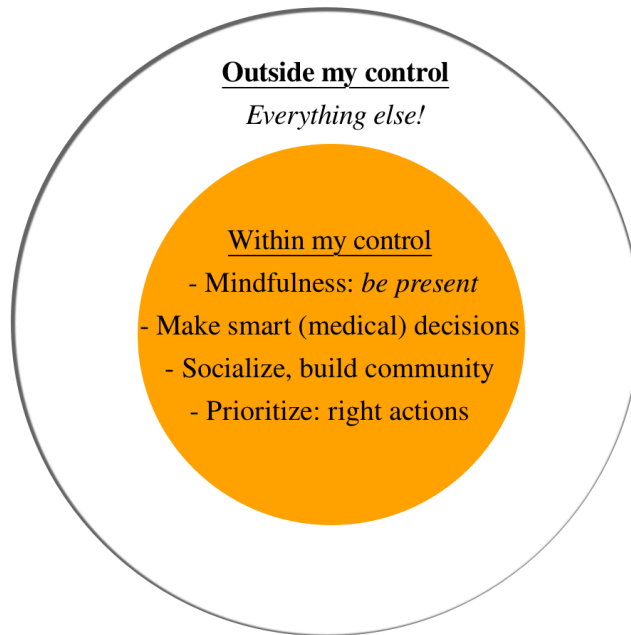 Outside my control
Everything else!
Within my control
- Mindfulness: be present
- Make smart (medical) decisions
- Socialize, build community
- Prioritize: right actions